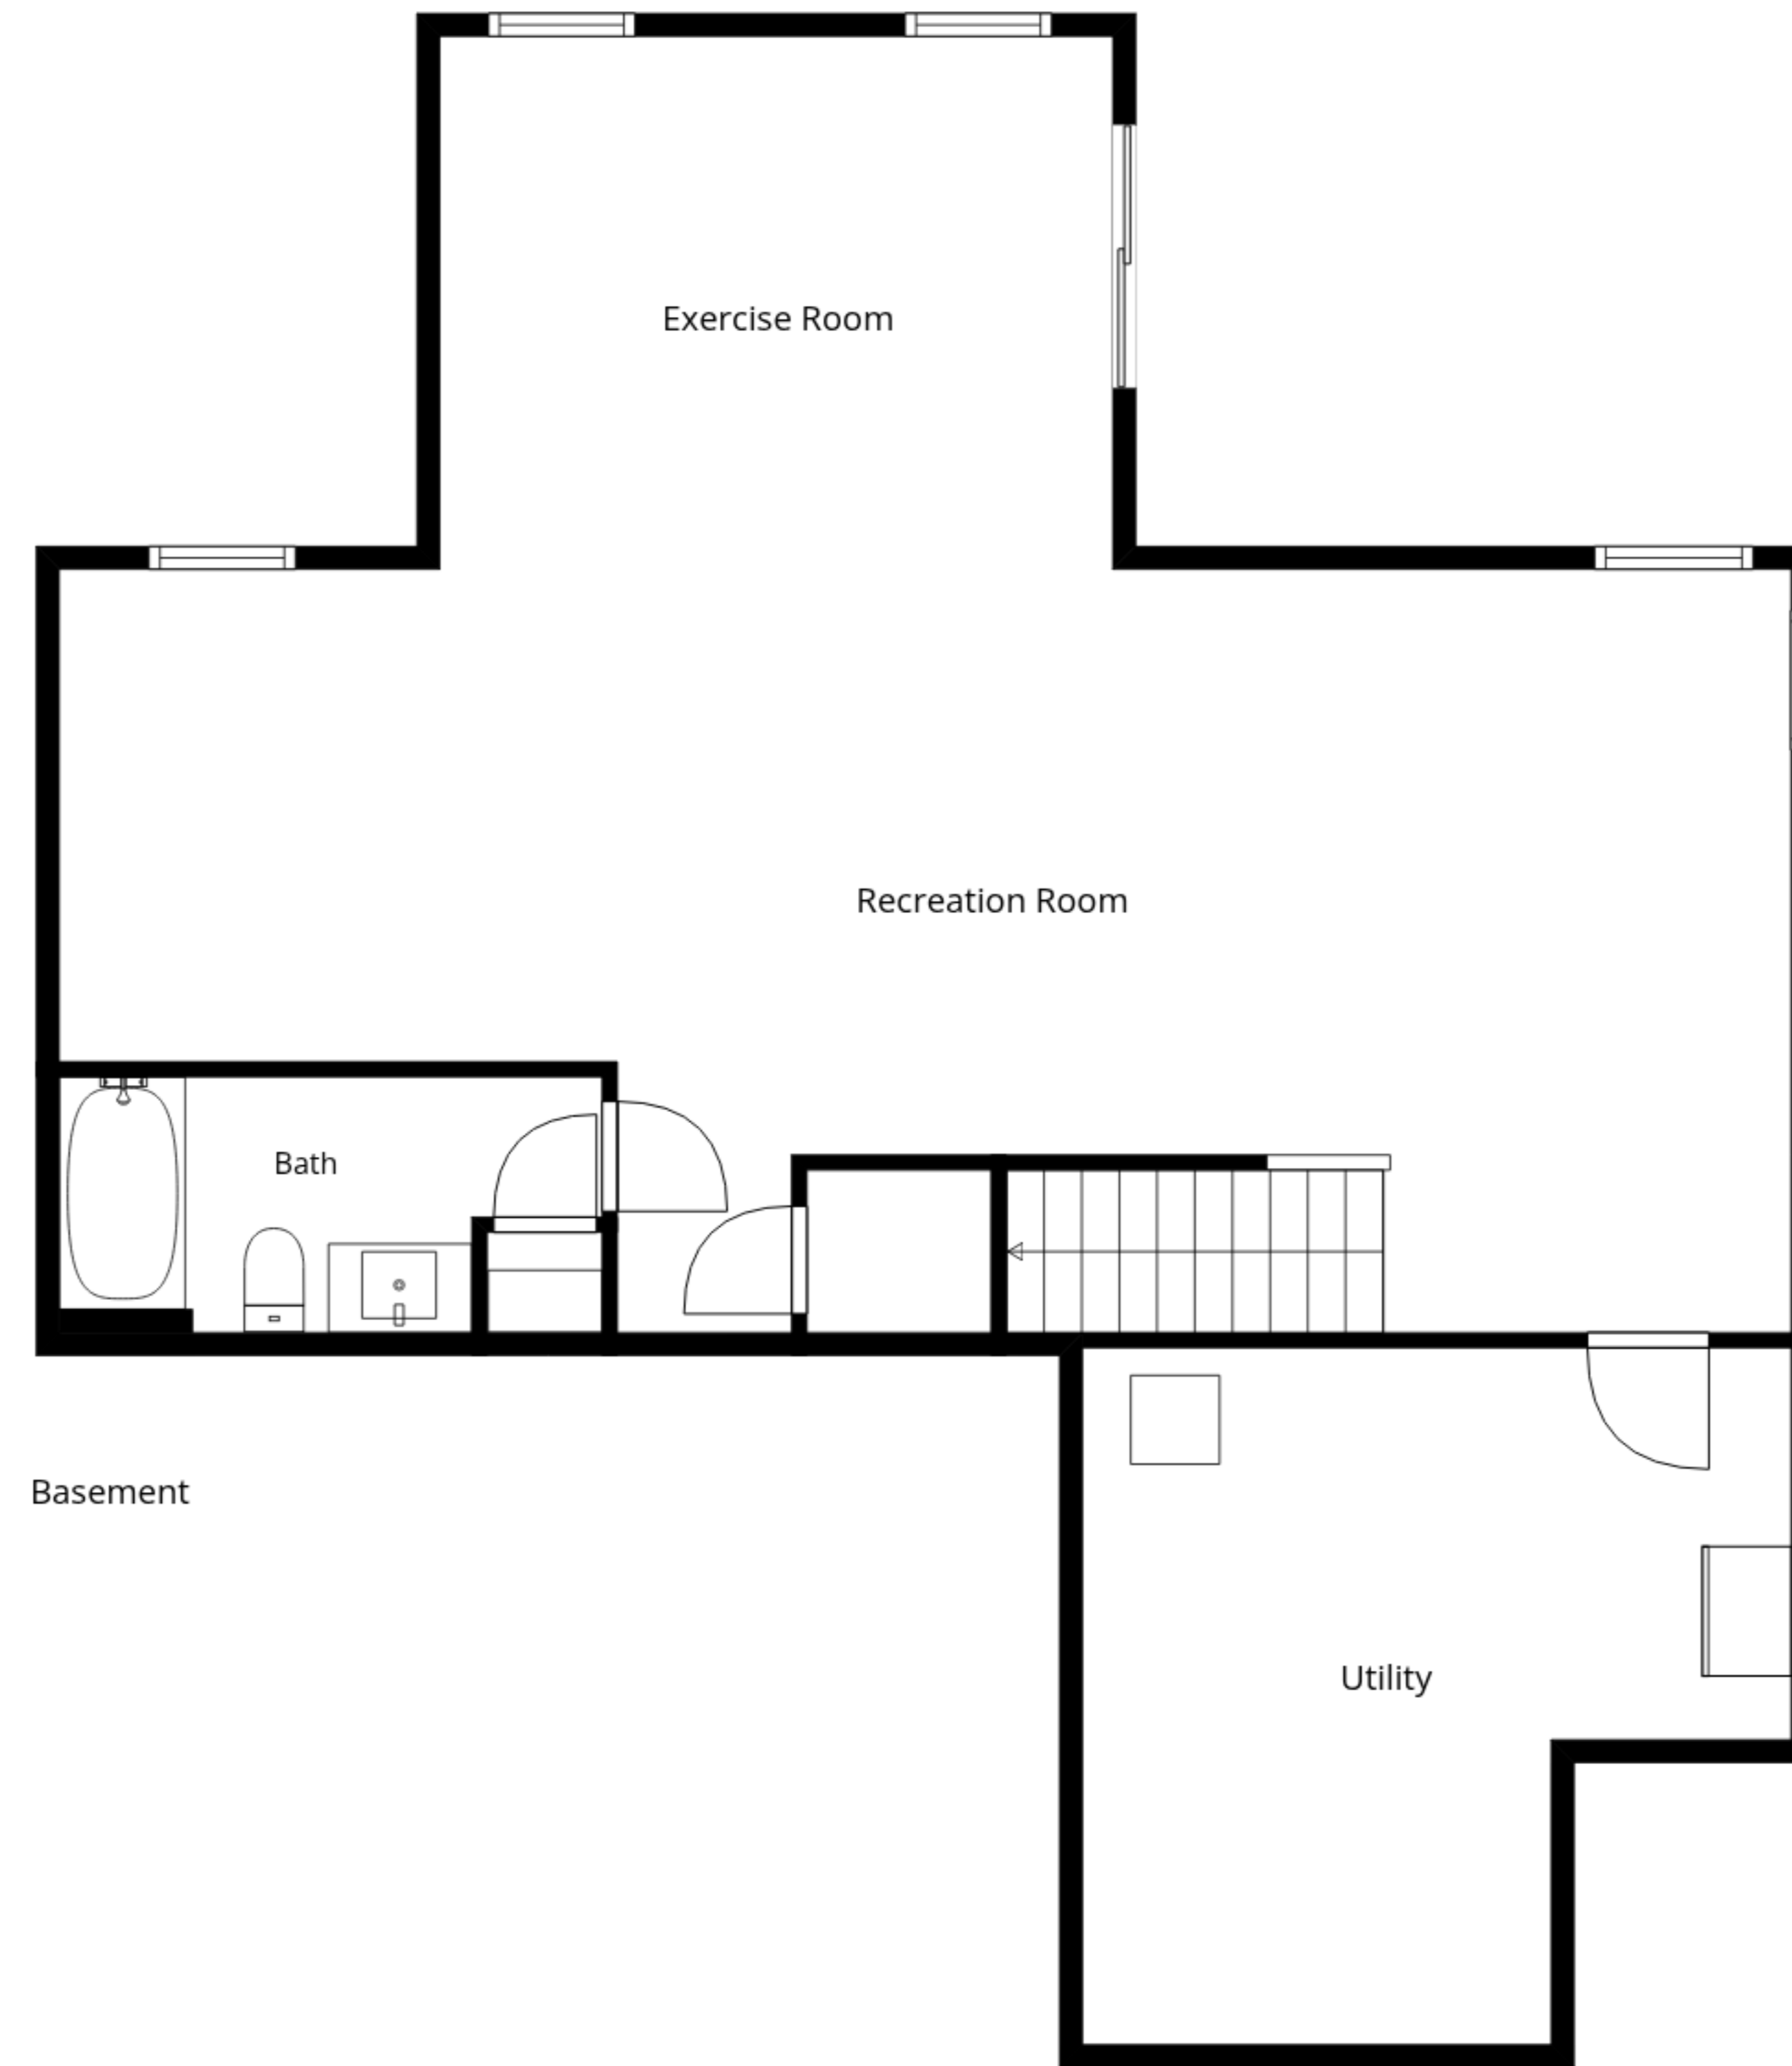 Exercise Room
Recreation Room
Bath
Basement
Utility